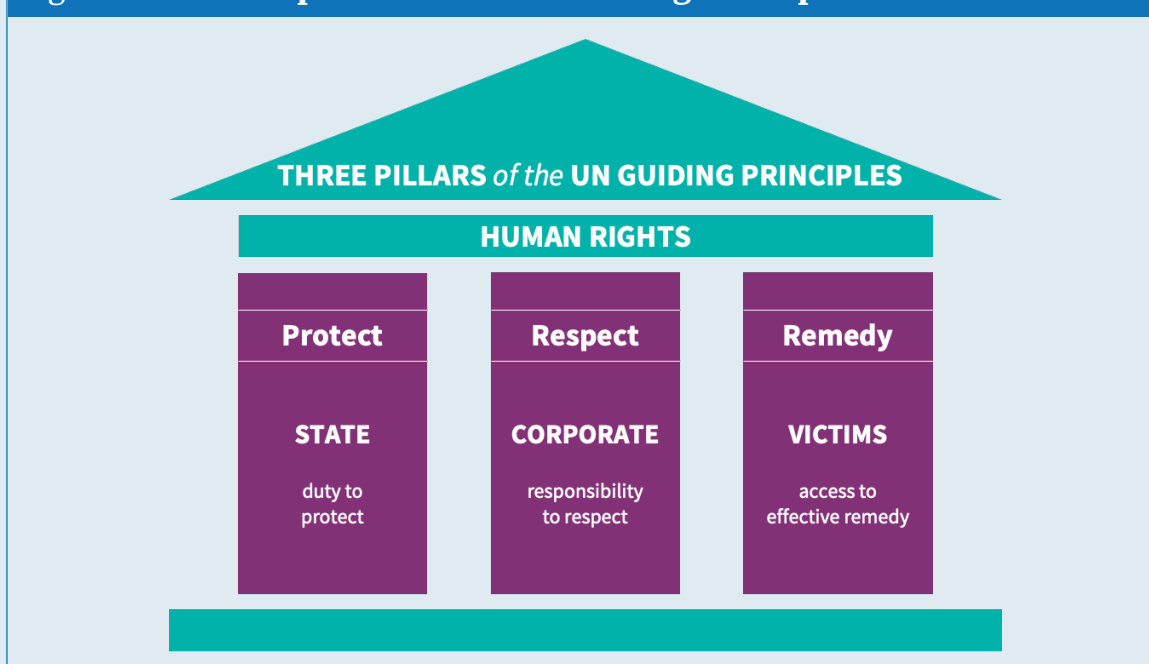 THREE PILLARS of the UN GUIDING PRINCIPLES
HUMAN RIGHTS
Protect
STATE
duty to
protect
Respect
CORPORATE
responsibility
to respect
Remedy
VICTIMS
access to
effective remedy